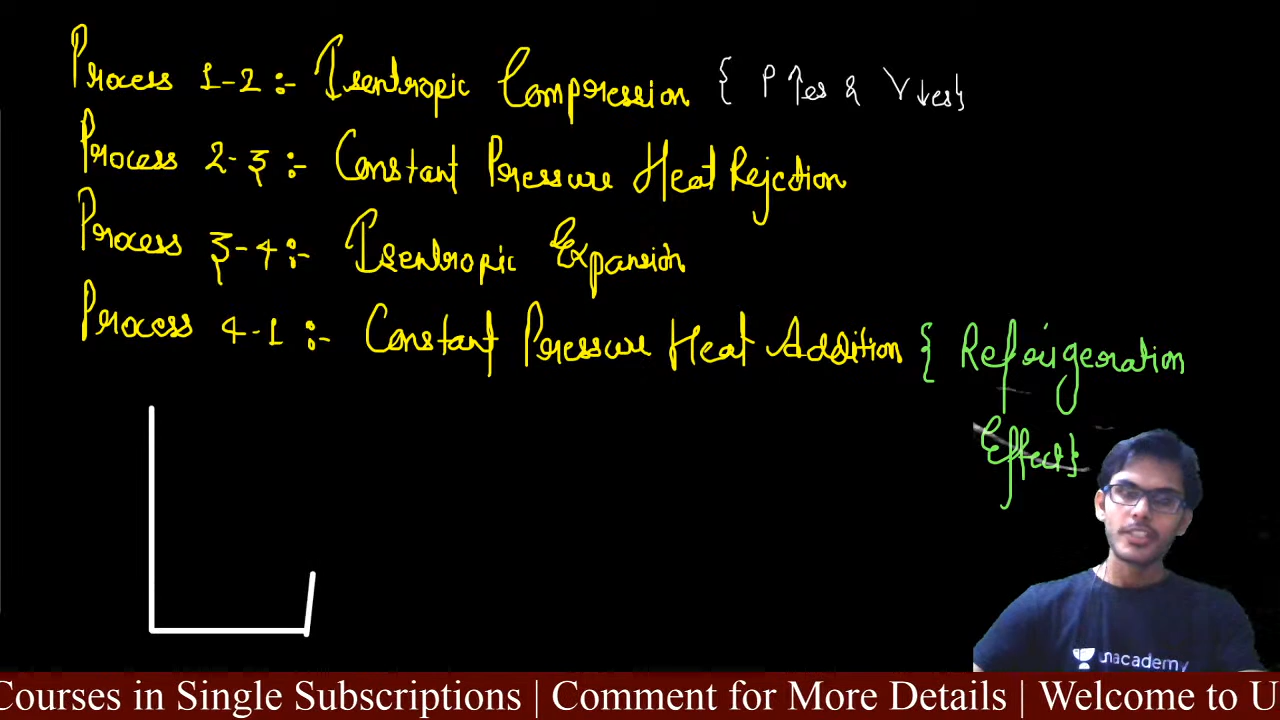 Process 1-2 :- Isentropic Compression { P↑es & V↓es}
Process 2-3 :- Constant Pressure Heat Rejction
Process 3-4 :- Isentropic Expansion
Process 4-1 :- Constant Pressure Heat Addition { Refrigeration
Effect}
unacademy
Courses in Single Subscriptions | Comment for More Details | Welcome to U